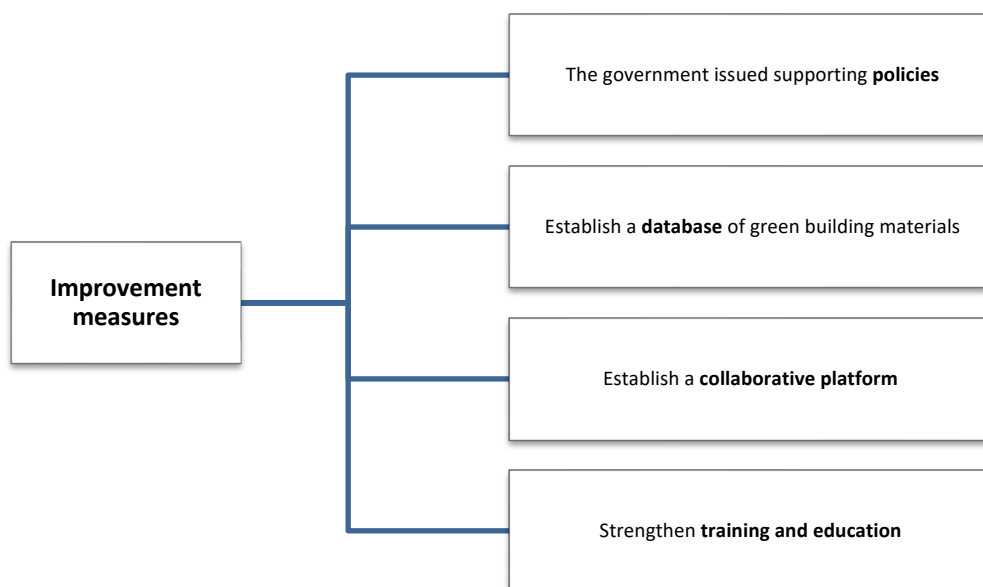 Improvement
measures
The government issued supporting policies
Establish a database of green building materials
Establish a collaborative platform
Strengthen training and education